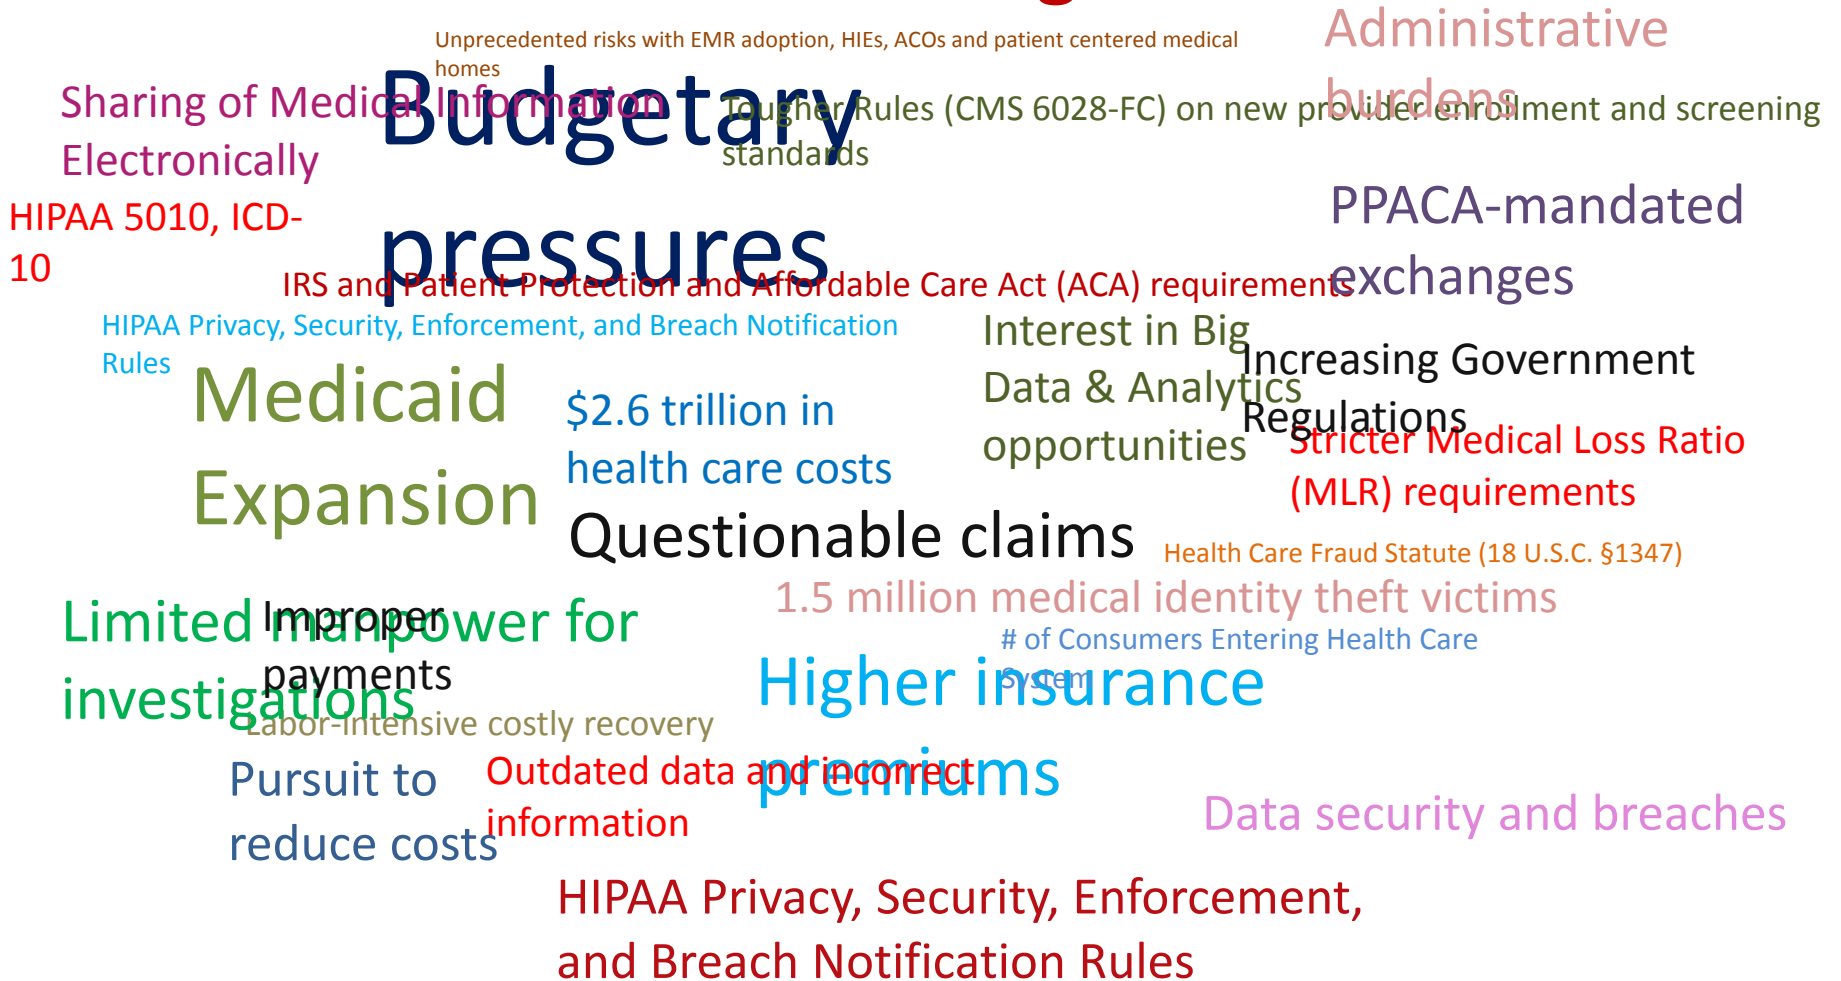 Administrative
burdens
Unprecedented risks with EMR adoption, HIEs, ACOs and patient centered medical
homes
Budgetary
pressures
Sharing of Medical Information
Electronically
Tougher Rules (CMS 6028-FC) on new provider enrollment and screening
standards
HIPAA 5010, ICD-
10
PPACA-mandated
exchanges
IRS and Patient Protection and Affordable Care Act (ACA) requirements
HIPAA Privacy, Security, Enforcement, and Breach Notification
Rules
Interest in Big
Data & Analytics
opportunities
Increasing Government
Regulations
Medicaid
Expansion
$2.6 trillion in
health care costs
Stricter Medical Loss Ratio
(MLR) requirements
Questionable claims
Health Care Fraud Statute (18 U.S.C. §1347)
1.5 million medical identity theft victims
Limited manpower for
investigations
Improper
payments
# of Consumers Entering Health Care
System
Higher insurance
premiums
Labor-intensive costly recovery
Pursuit to
reduce costs
Outdated data and incorrect
information
Data security and breaches
HIPAA Privacy, Security, Enforcement,
and Breach Notification Rules